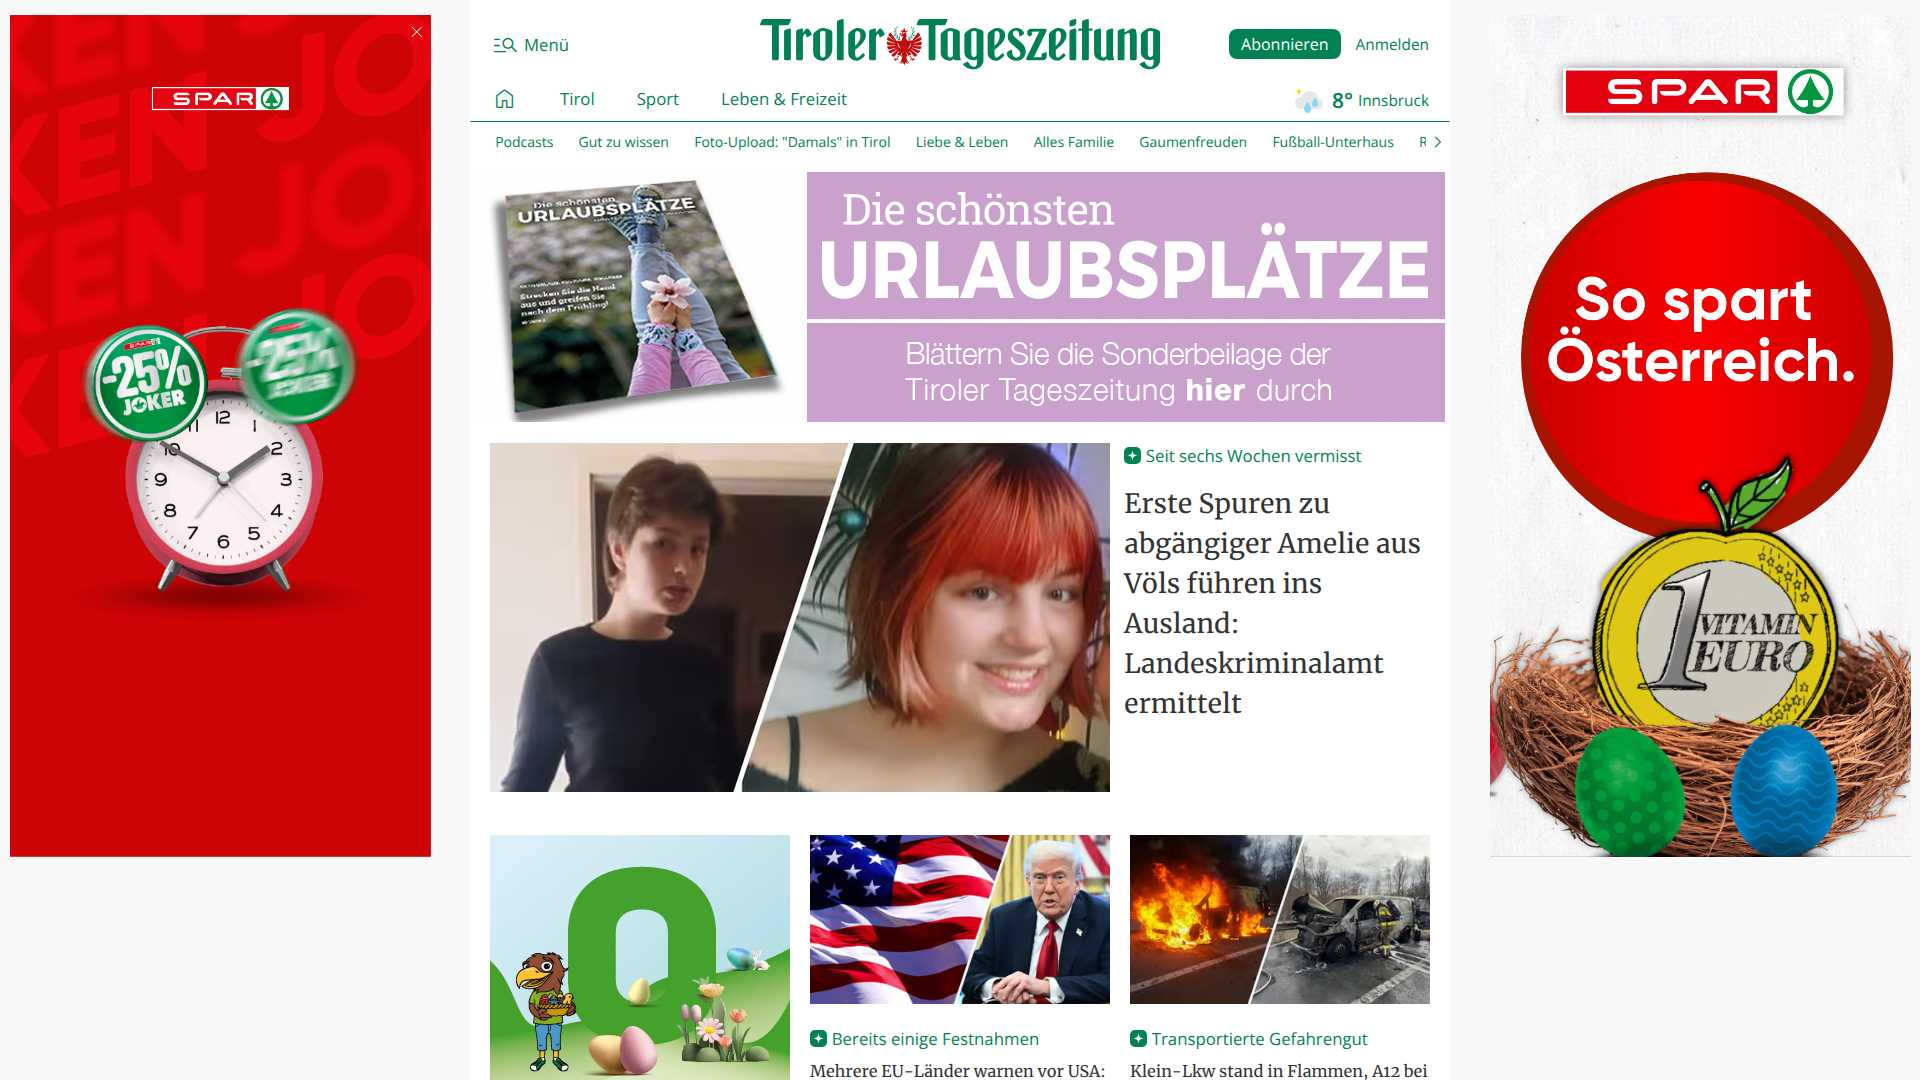 SPAR
-25%
JOKER
-25%
12
11
10
2
9
3
8
4
7
6
5
Menü
Tiroler Tageszeitung
Abonnieren
Anmelden
Tirol
Sport
Leben & Freizeit
8° Innsbruck
Podcasts
Gut zu wissen
Foto-Upload: "Damals" in Tirol
Liebe & Leben
Alles Familie
Gaumenfreuden
Fußball-Unterhaus
Die schönsten
URLAUBSPLÄTZE
Strecken Sie die Hand
aus und greifen Sie
nach dem Frühling!
Die schönsten
URLAUBSPLÄTZE
Blättern Sie die Sonderbeilage der
Tiroler Tageszeitung hier durch
Seit sechs Wochen vermisst
Erste Spuren zu
abgängiger Amelie aus
Völs führen ins
Ausland:
Landeskriminalamt
ermittelt
Bereits einige Festnahmen
Mehrere EU-Länder warnen vor USA:
Transportierte Gefahrengut
Klein-Lkw stand in Flammen, A12 bei
SPAR
So spart
Österreich.
1 VITAMIN
EURO